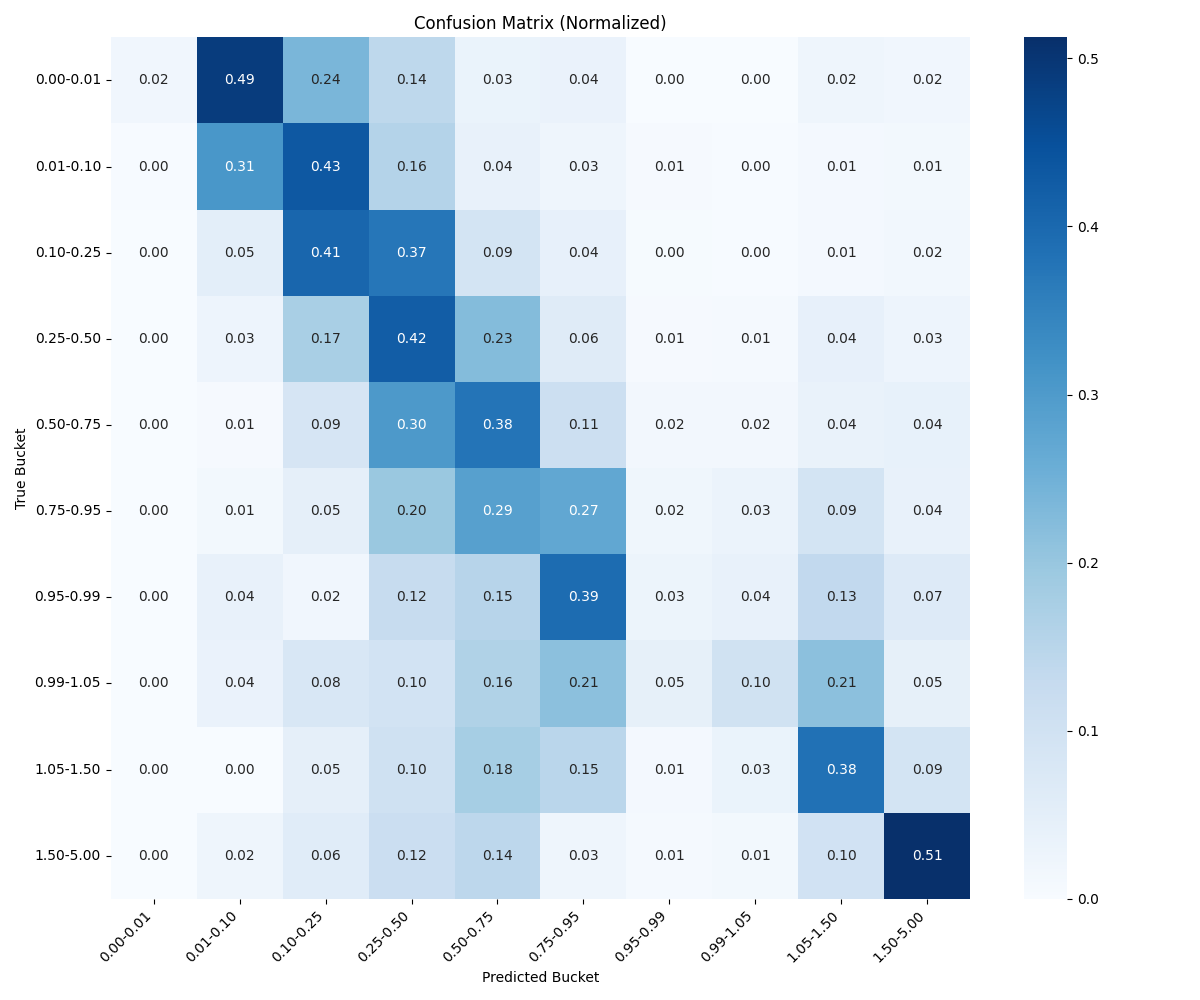 Confusion Matrix (Normalized)
0.00-0.01 0.02 0.49 0.24 0.14 0.03 0.04 0.00 0.00 0.02 0.02
0.01-0.10 0.00 0.31 0.43 0.16 0.04 0.03 0.01 0.00 0.01 0.01
0.10-0.25 0.00 0.05 0.41 0.37 0.09 0.04 0.00 0.00 0.01 0.02
0.25-0.50 0.00 0.03 0.17 0.42 0.23 0.06 0.01 0.01 0.04 0.03
0.50-0.75 0.00 0.01 0.09 0.30 0.38 0.11 0.02 0.02 0.04 0.04
0.75-0.95 0.00 0.01 0.05 0.20 0.29 0.27 0.02 0.03 0.09 0.04
0.95-0.99 0.00 0.04 0.02 0.12 0.15 0.39 0.03 0.04 0.13 0.07
0.99-1.05 0.00 0.04 0.08 0.10 0.16 0.21 0.05 0.10 0.21 0.05
1.05-1.50 0.00 0.00 0.05 0.10 0.18 0.15 0.01 0.03 0.38 0.09
1.50-5.00 0.00 0.02 0.06 0.12 0.14 0.03 0.01 0.01 0.10 0.51
True Bucket
0.00-0.01 0.01-0.10 0.10-0.25 0.25-0.50 0.50-0.75 0.75-0.95 0.95-0.99 0.99-1.05 1.05-1.50 1.50-5.00
Predicted Bucket
0.5
0.4
0.3
0.2
0.1
0.0